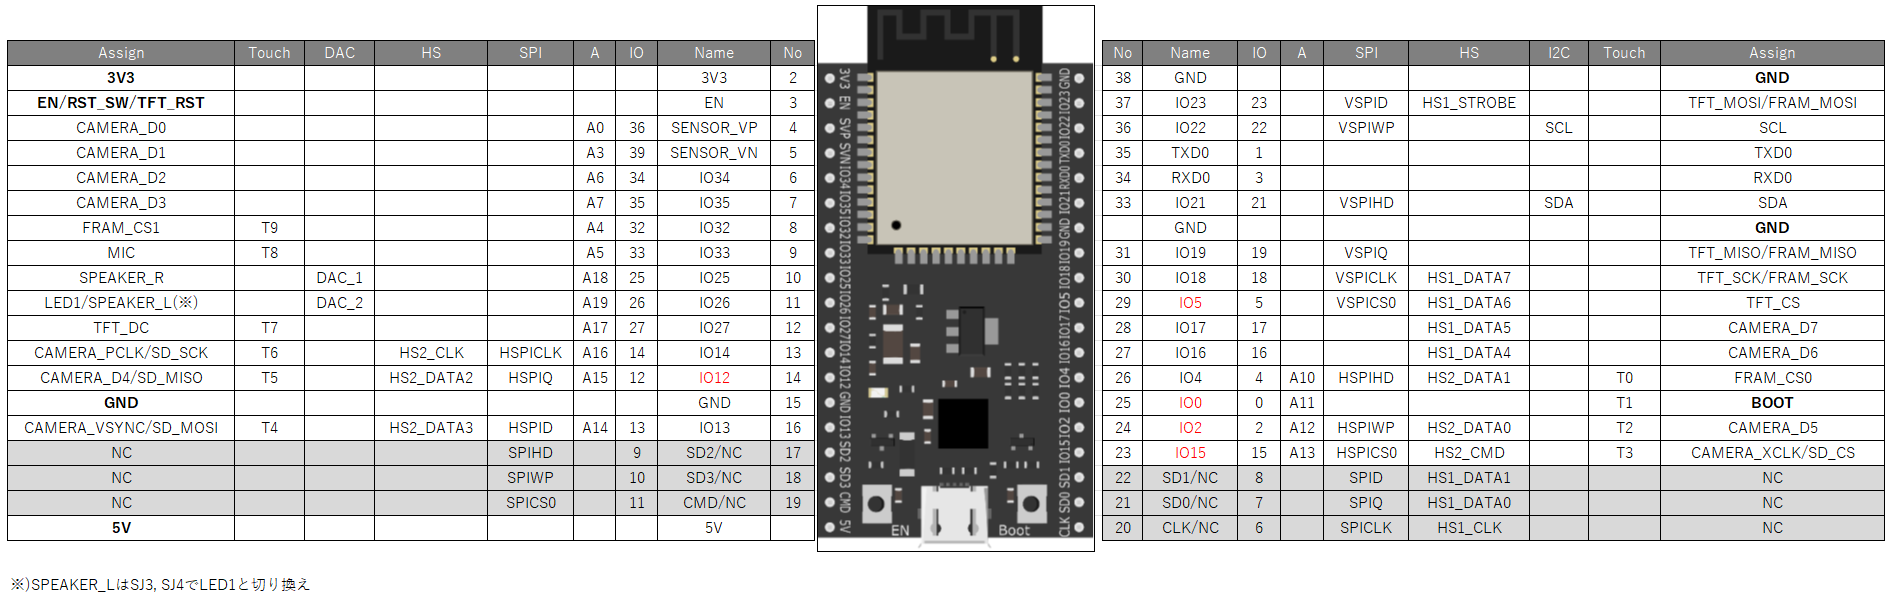 Assign Touch DAC HS SPI A IO Name No
3V3 3V3 2
EN/RST_SW/TFT_RST EN 3
CAMERA_D0 A0 36 SENSOR_VP 4
CAMERA_D1 A3 39 SENSOR_VN 5
CAMERA_D2 A6 34 IO34 6
CAMERA_D3 A7 35 IO35 7
FRAM_CS1 T9 A4 32 IO32 8
MIC T8 A5 33 IO33 9
SPEAKER_R DAC_1 A18 25 IO25 10
LED1/SPEAKER_L(※) DAC_2 A19 26 IO26 11
TFT_DC T7 A17 27 IO27 12
CAMERA_PCLK/SD_SCK T6 HS2_CLK HSPICLK A16 14 IO14 13
CAMERA_D4/SD_MISO T5 HS2_DATA2 HSPIQ A15 12 IO12 14
GND GND 15
CAMERA_VSYNC/SD_MOSI T4 HS2_DATA3 HSPID A14 13 IO13 16
NC SPIHD 9 SD2/NC 17
NC SPIWP 10 SD3/NC 18
NC SPICS0 11 CMD/NC 19
5V 5V
3V3 EN SVP SVN IO34 IO35 IO32 IO33 IO25 IO26 IO27 IO14 IO12 GND IO13 SD2 SD3 CMD 5V
GND IO23 IO22 TXD0 RXD0 IO21 GND IO19 IO18 IO5 IO17 IO16 IO4 IO0 IO2 IO15 SD1 SD0 CLK
EN Boot
No Name IO A SPI HS I2C Touch Assign
38 GND GND
37 IO23 23 VSPID HS1_STROBE TFT_MOSI/FRAM_MOSI
36 IO22 22 VSPIWP SCL SCL
35 TXD0 1 TXD0
34 RXD0 3 RXD0
33 IO21 21 VSPIHD SDA SDA
GND GND
31 IO19 19 VSPIQ TFT_MISO/FRAM_MISO
30 IO18 18 VSPICLK HS1_DATA7 TFT_SCK/FRAM_SCK
29 IO5 5 VSPICS0 HS1_DATA6 TFT_CS
28 IO17 17 HS1_DATA5 CAMERA_D7
27 IO16 16 HS1_DATA4 CAMERA_D6
26 IO4 4 A10 HSPIHD HS2_DATA1 T0 FRAM_CS0
25 IO0 0 A11 T1 BOOT
24 IO2 2 A12 HSPIWP HS2_DATA0 T2 CAMERA_D5
23 IO15 15 A13 HSPICS0 HS2_CMD T3 CAMERA_XCLK/SD_CS
22 SD1/NC 8 SPID HS1_DATA1 NC
21 SD0/NC 7 SPIQ HS1_DATA0 NC
20 CLK/NC 6 SPICLK HS1_CLK NC
※)SPEAKER_LはSJ3, SJ4でLED1と切り換え